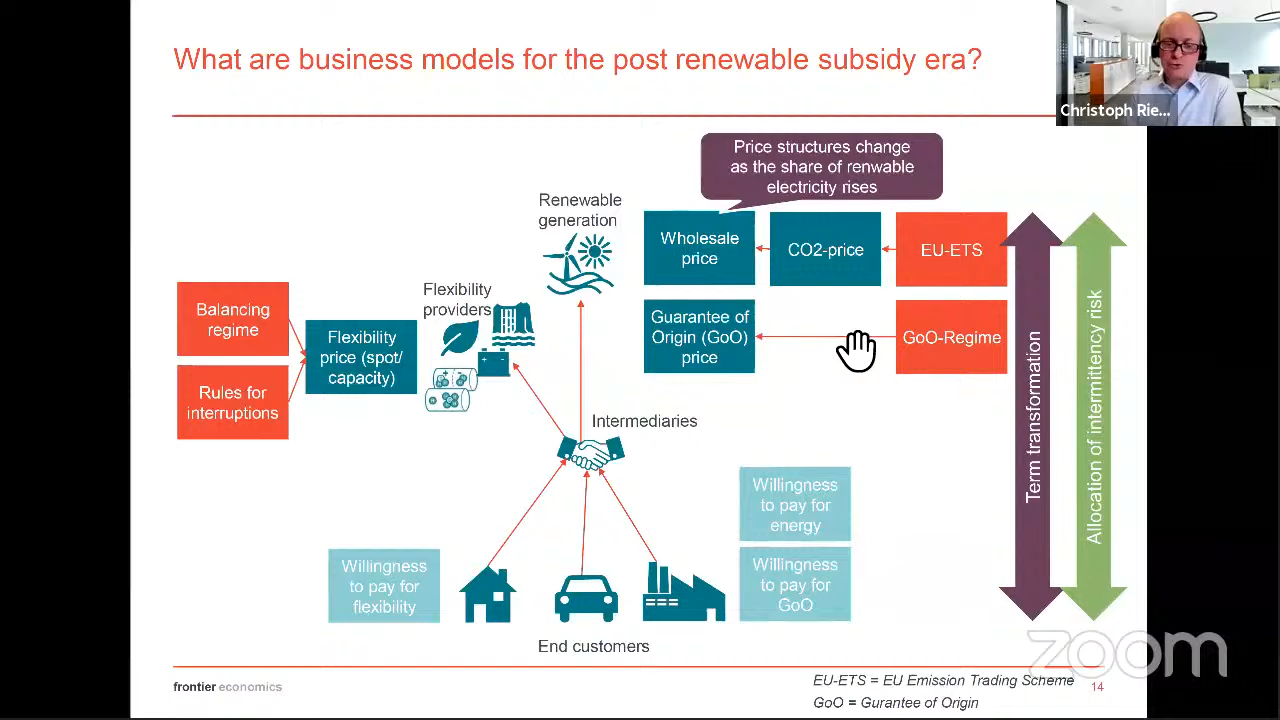 What are business models for the post renewable subsidy era?
Christoph Rie...
Price structures change
as the share of renwable
electricity rises
Renewable
generation
Wholesale
price
CO2-price
EU-ETS
Flexibility
providers
Balancing
regime
Flexibility
price (spot/
capacity)
Rules for
interruptions
Guarantee of
Origin (GoO)
price
GoO-Regime
Term transformation
Allocation of intermittency risk
Intermediaries
Willingness
to pay for
energy
Willingness
to pay for
flexibility
Willingness
to pay for
GoO
End customers
zoom
frontier economics
EU-ETS = EU Emission Trading Scheme
14
GoO = Gurantee of Origin